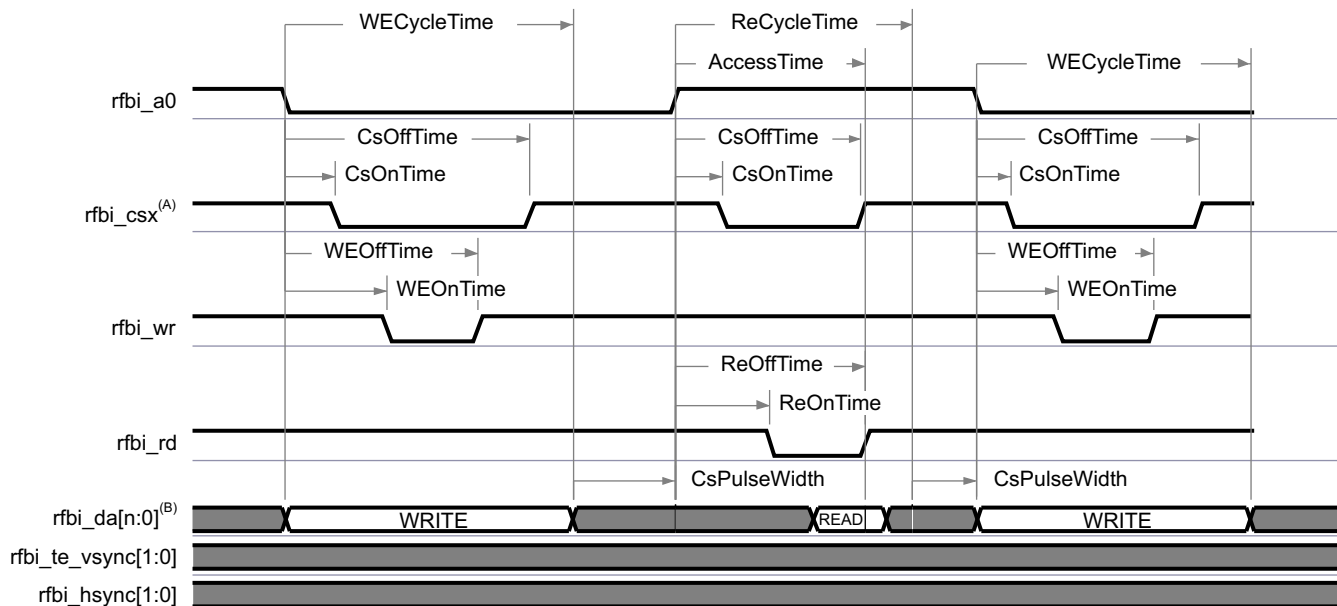 WECycleTime ReCycleTime
AccessTime WECycleTime
rfbi_a0
CsOffTime CsOffTime CsOffTime
CsOnTime CsOnTime CsOnTime
rfbi_csx(A)
WEOffTime WEOffTime
WEOnTime WEOnTime
rfbi_wr
ReOffTime
ReOnTime
rfbi_rd
CsPulseWidth CsPulseWidth
rfbi_da[n:0](B) WRITE READ WRITE
rfbi_te_vsync[1:0]
rfbi_hsync[1:0]